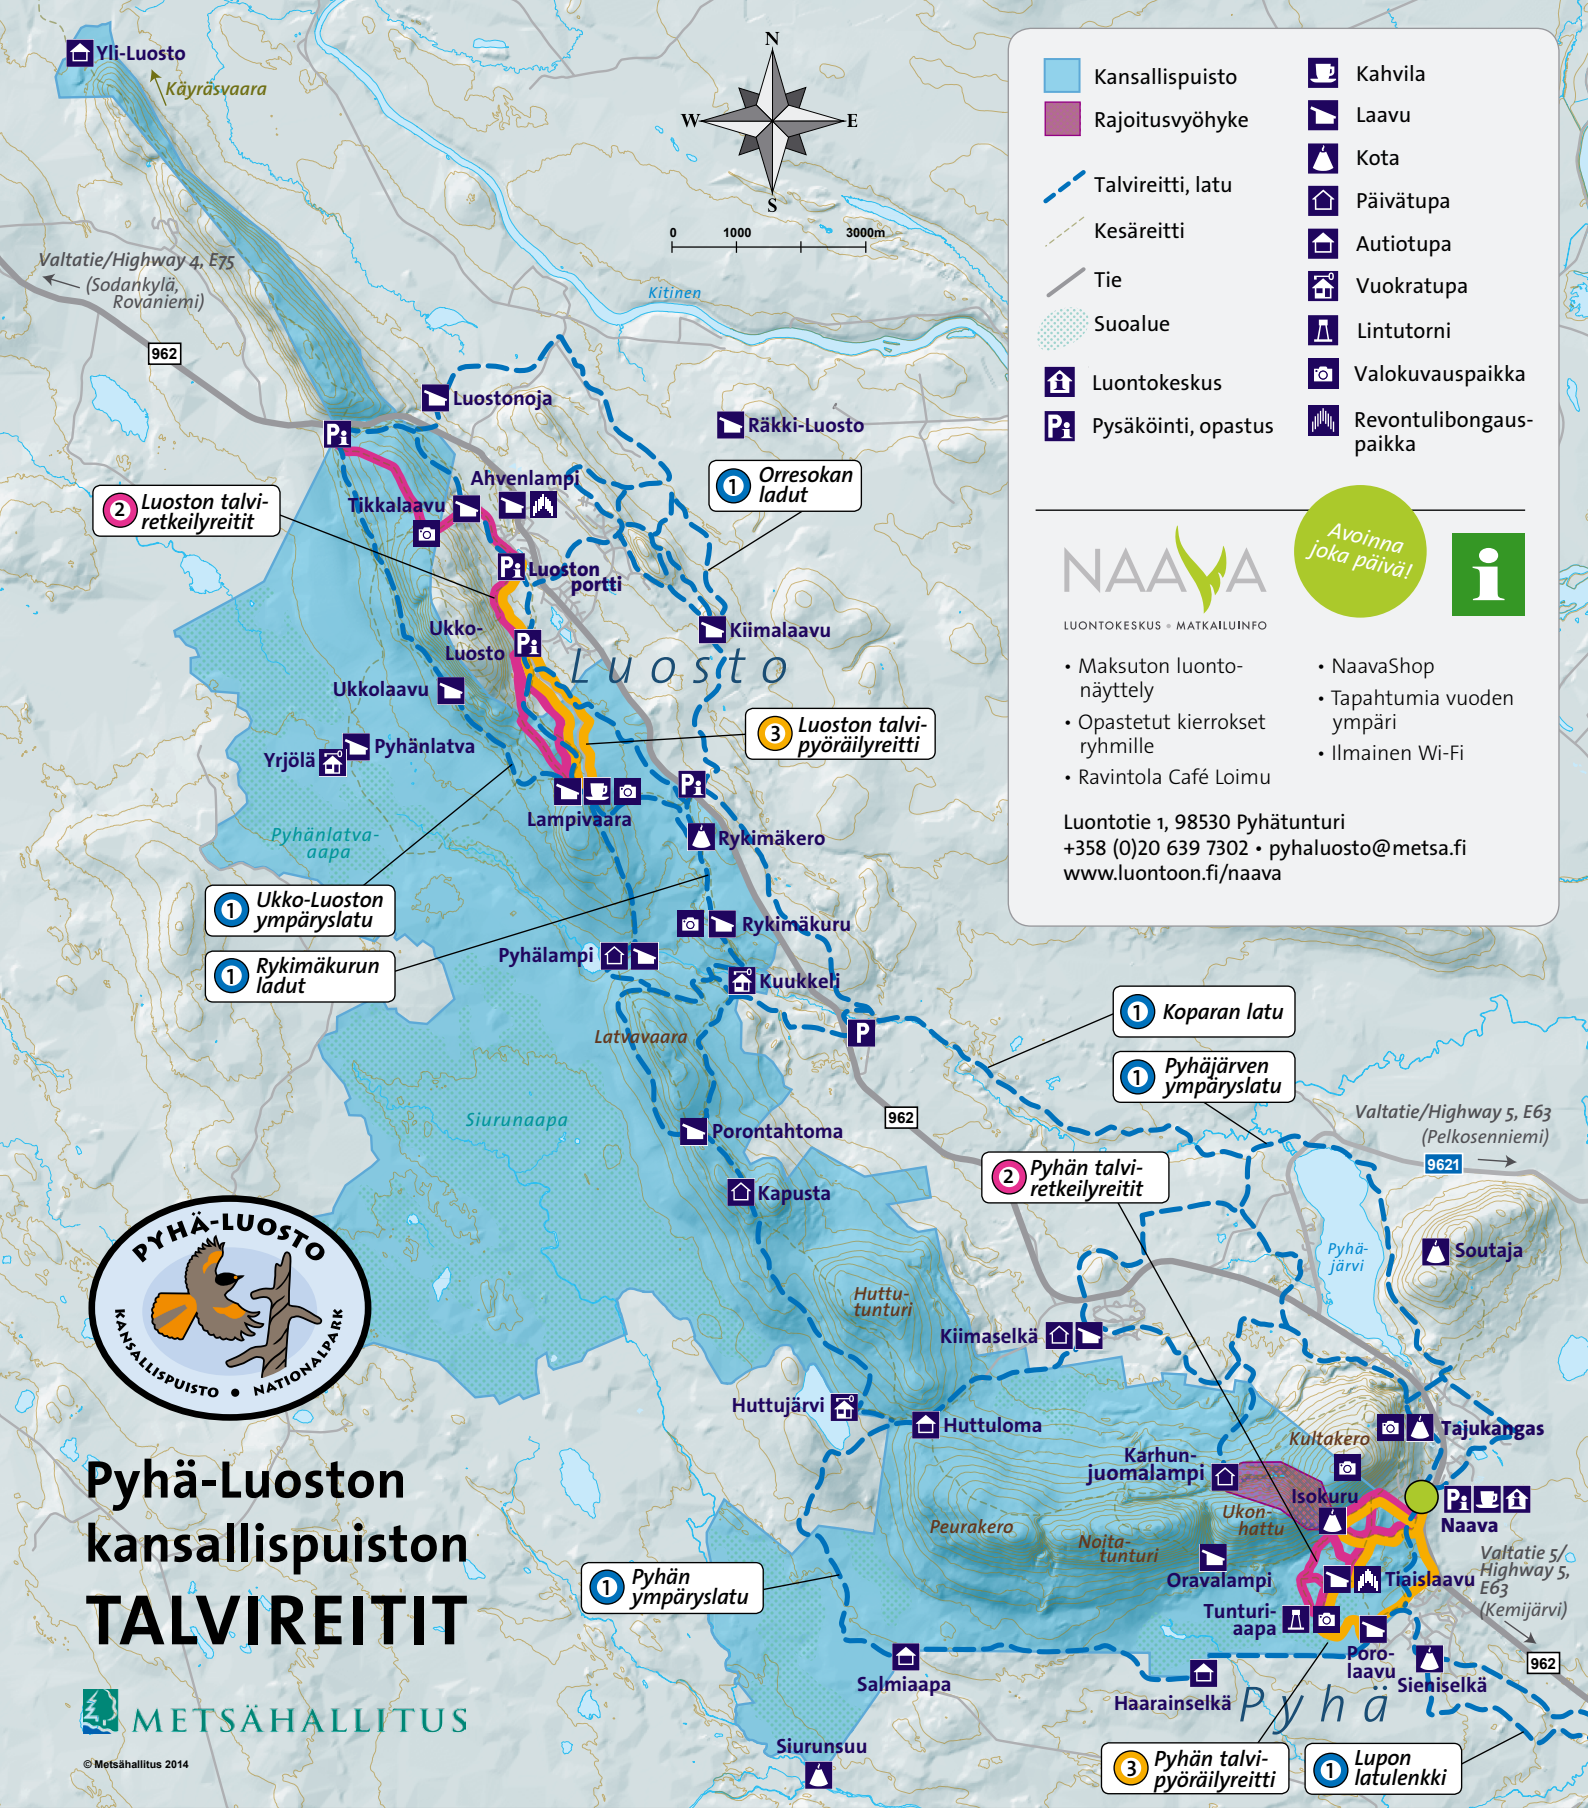 Yli-Luosto
Käyräsvaara
N
W
E
S
0 1000 3000m
Valtatie/Highway 4, E75
(Sodankylä,
Rovaniemi)
Kitinen
962
Luostonoja
Räkki-Luosto
Pi
Ahvenlampi
1 Orresokan
ladut
2 Luoston talvi-
retkeilyreitit
Tikkalaavu
Pi
Luoston
portti
Ukko-
Luosto
Pi
Kiimalaavu
Luosto
Ukkolaavu
3 Luoston talvi-
pyöräilyreitti
Yrjölä
Pyhänlatva
Pi
Lampivaara
Rykimäkero
Pyhänlatva-
aapa
1 Ukko-Luoston
ympäryslatu
Rykimäkuru
1 Rykimäkurun
ladut
Pyhälampi
Kuukkeli
P
Latvavaara
1 Koparan latu
1 Pyhäjärven
ympäryslatu
Siurunaapa
962
Porontahtoma
Valtatie/Highway 5, E63
(Pelkosenniemi)
9621
2 Pyhän talvi-
retkeilyreitit
Kapusta
Pyhä-
järvi
Soutaja
Huttu-
tunturi
Kiimaselkä
Huttujärvi
Huttuloma
Tajukangas
Kultakero
Karhun-
juomalampi
Isokuru
Pi
Naava
Ukon-
hattu
Peurakero
Noita-
tunturi
Oravalampi
Tiaislaavu
Valtatie 5/
Highway 5,
E63
(Kemijärvi)
1 Pyhän
ympäryslatu
Tunturi-
aapa
Poro-
laavu
Sieniselkä
962
Salmiaapa
Haarainselkä
Pyhä
Siurunsuu
3 Pyhän talvi-
pyöräilyreitti
1 Lupon
latulenkki
Kansallispuisto
Rajoitusvyöhyke
Talvireitti, latu
Kesäreitti
Tie
Suoalue
Luontokeskus
Pi Pysäköinti, opastus
Kahvila
Laavu
Kota
Päivätupa
Autiotupa
Vuokratupa
Lintutorni
Valokuvauspaikka
Revontulibongaus-
paikka
NAAVA
LUONTOKESKUS • MATKAILUINFO
Avoinna
joka päivä!
i
• Maksuton luonto-
näyttely
• Opastetut kierrokset
ryhmille
• Ravintola Café Loimu
• NaavaShop
• Tapahtumia vuoden
ympäri
• Ilmainen Wi-Fi
Luontotie 1, 98530 Pyhätunturi
+358 (0)20 639 7302 • pyhaluosto@metsa.fi
www.luontoon.fi/naava
PYHÄ-LUOSTO
KANSALLISPUISTO • NATIONALPARK
Pyhä-Luoston
kansallispuiston
TALVIREITIT
METSÄHALLITUS
© Metsähallitus 2014